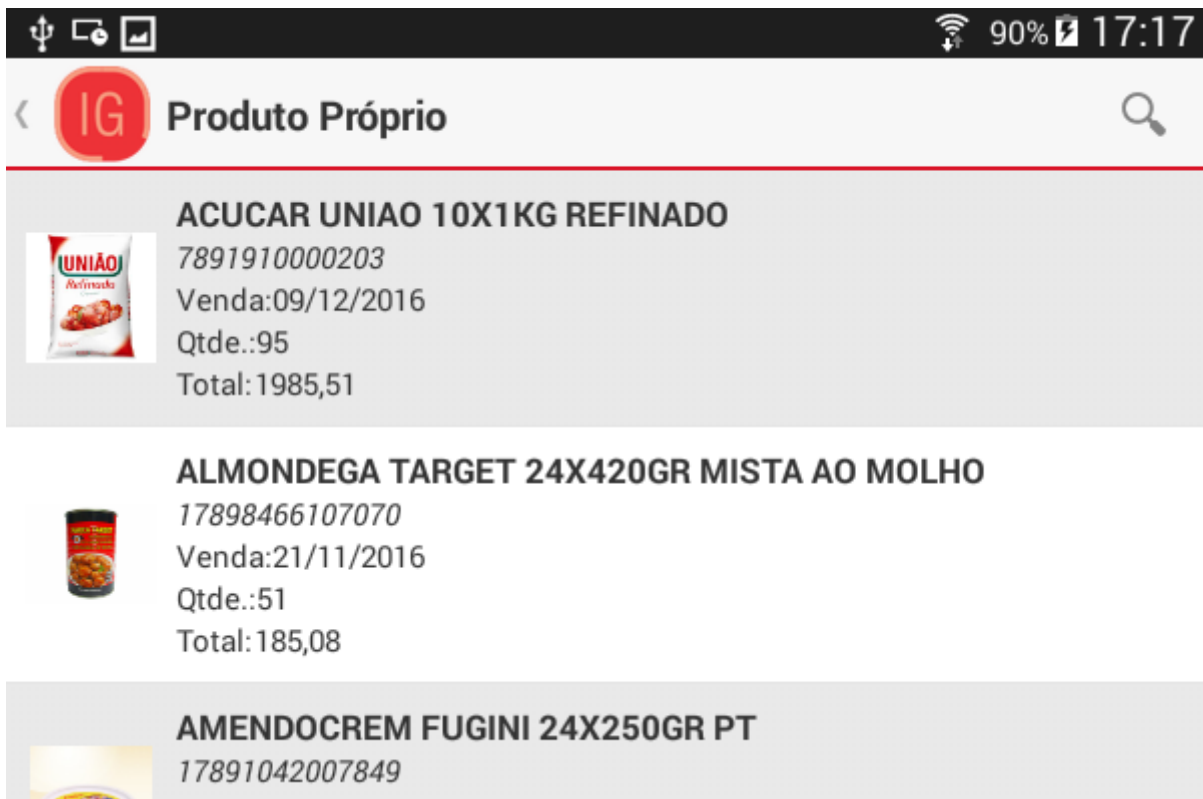 90% 17:17
IG Produto Próprio
ACUCAR UNIAO 10X1KG REFINADO
7891910000203
Venda:09/12/2016
Qtde.:95
Total:1985,51
UNIÃO
Refinado
ALMONDEGA TARGET 24X420GR MISTA AO MOLHO
17898466107070
Venda:21/11/2016
Qtde.:51
Total:185,08
AMENDOCREM FUGINI 24X250GR PT
17891042007849